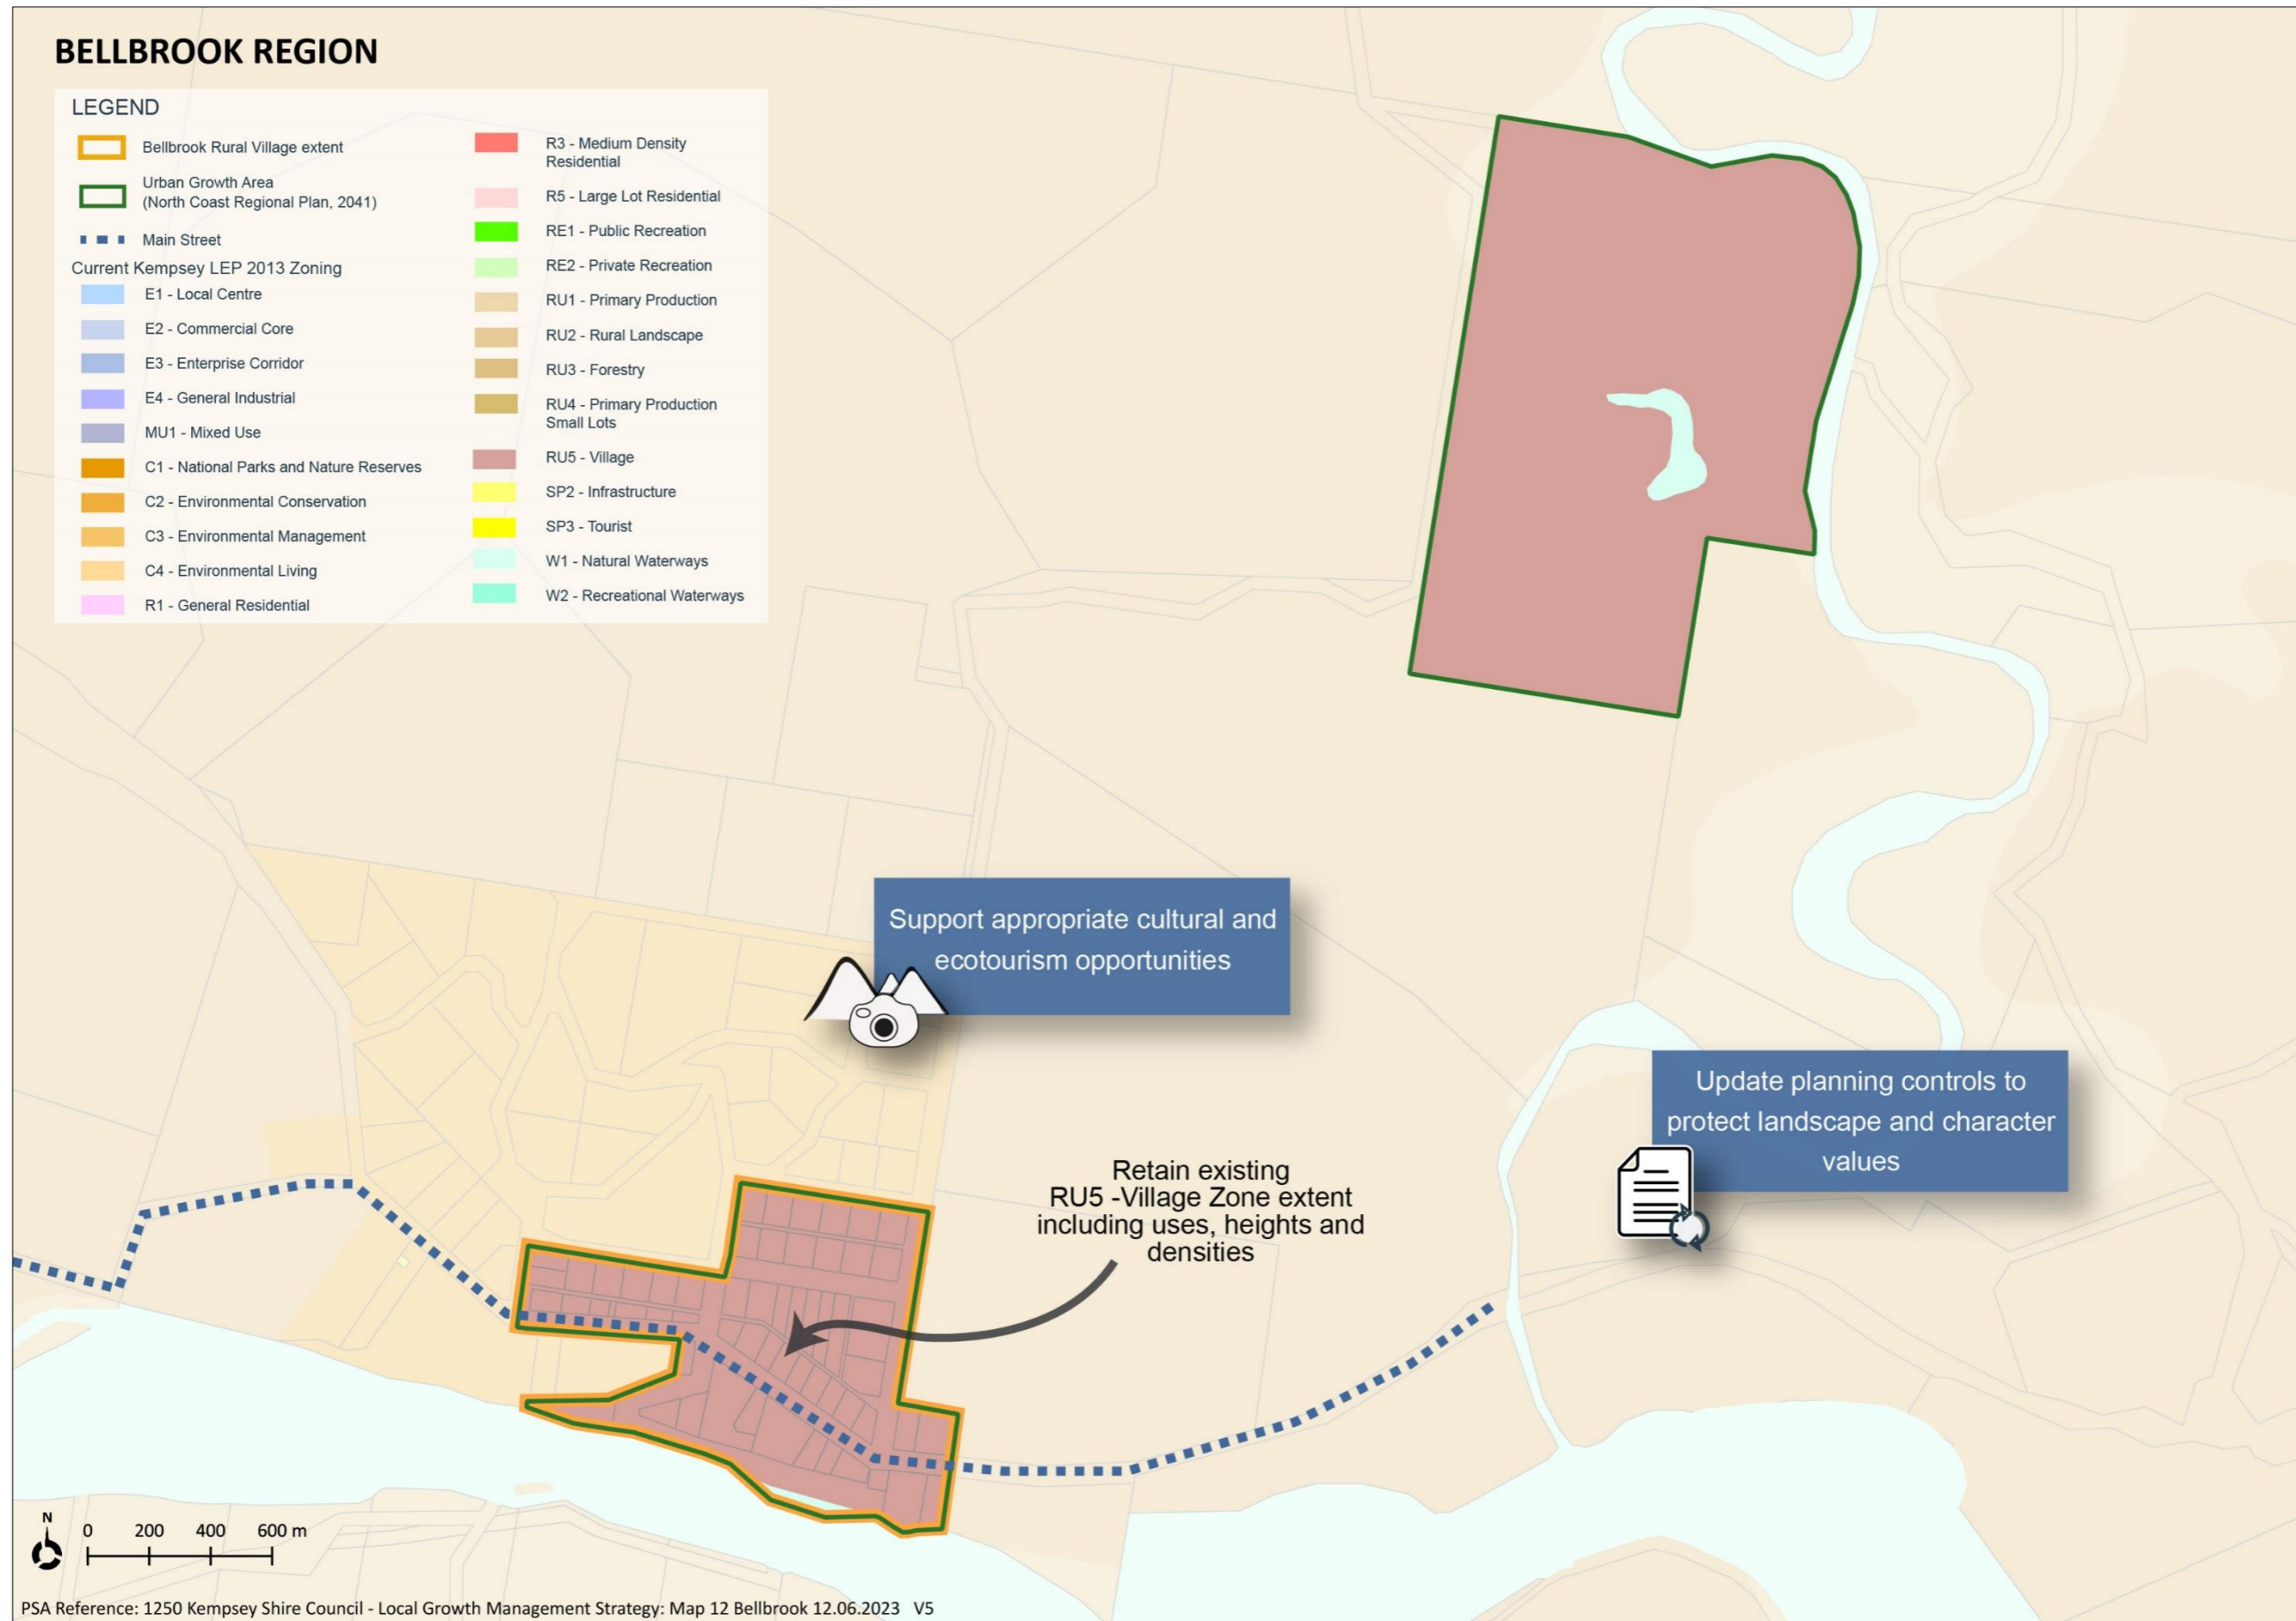 BELLBROOK REGION
LEGEND
Bellbrook Rural Village extent
Urban Growth Area
(North Coast Regional Plan, 2041)
Main Street
Current Kempsey LEP 2013 Zoning
E1 - Local Centre
E2 - Commercial Core
E3 - Enterprise Corridor
E4 - General Industrial
MU1 - Mixed Use
C1 - National Parks and Nature Reserves
C2 - Environmental Conservation
C3 - Environmental Management
C4 - Environmental Living
R1 - General Residential
R3 - Medium Density
Residential
R5 - Large Lot Residential
RE1 - Public Recreation
RE2 - Private Recreation
RU1 - Primary Production
RU2 - Rural Landscape
RU3 - Forestry
RU4 - Primary Production
Small Lots
RU5 - Village
SP2 - Infrastructure
SP3 - Tourist
W1 - Natural Waterways
W2 - Recreational Waterways
Support appropriate cultural and
ecotourism opportunities
Update planning controls to
protect landscape and character
values
Retain existing
RU5 -Village Zone extent
including uses, heights and
densities
N
0 200 400 600 m
PSA Reference: 1250 Kempsey Shire Council - Local Growth Management Strategy: Map 12 Bellbrook 12.06.2023 V5